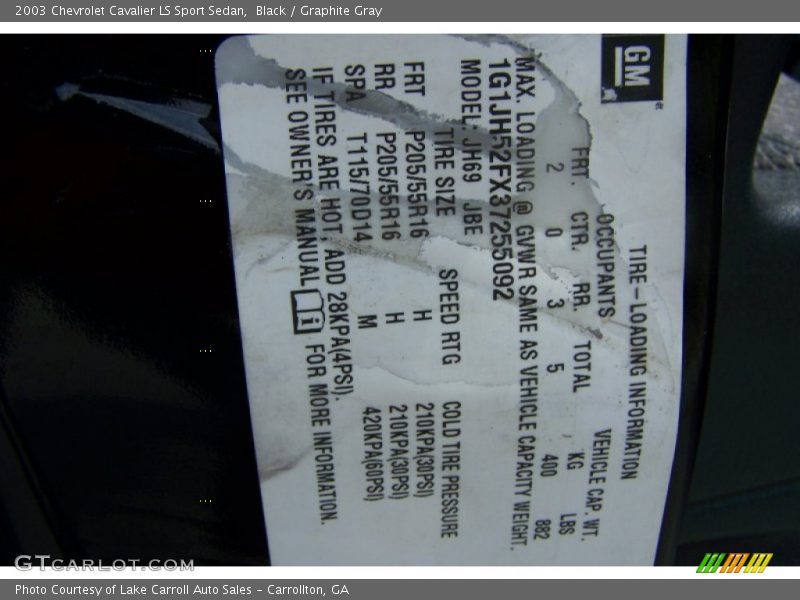 2003 Chevrolet Cavalier LS Sport Sedan, Black / Graphite Gray
GM
TIRE-LOADING INFORMATION
OCCUPANTS VEHICLE CAP. WT.
FRT. CTR. RR. TOTAL KG LBS
2 0 3 5 400 882
MAX. LOADING @ GVWR SAME AS VEHICLE CAPACITY WEIGHT.
1G1JH52FX37255092
MODEL: JH69 JBE
TIRE SIZE SPEED RTG COLD TIRE PRESSURE
FRT P205/55R16 H 210KPA(30PSI)
RR P205/55R16 H 210KPA(30PSI)
SPA T115/70D14 M 420KPA(60PSI)
IF TIRES ARE HOT, ADD 28KPA(4PSI).
SEE OWNER'S MANUAL i FOR MORE INFORMATION.
GTcarlot.com
Photo Courtesy of Lake Carroll Auto Sales - Carrollton, GA